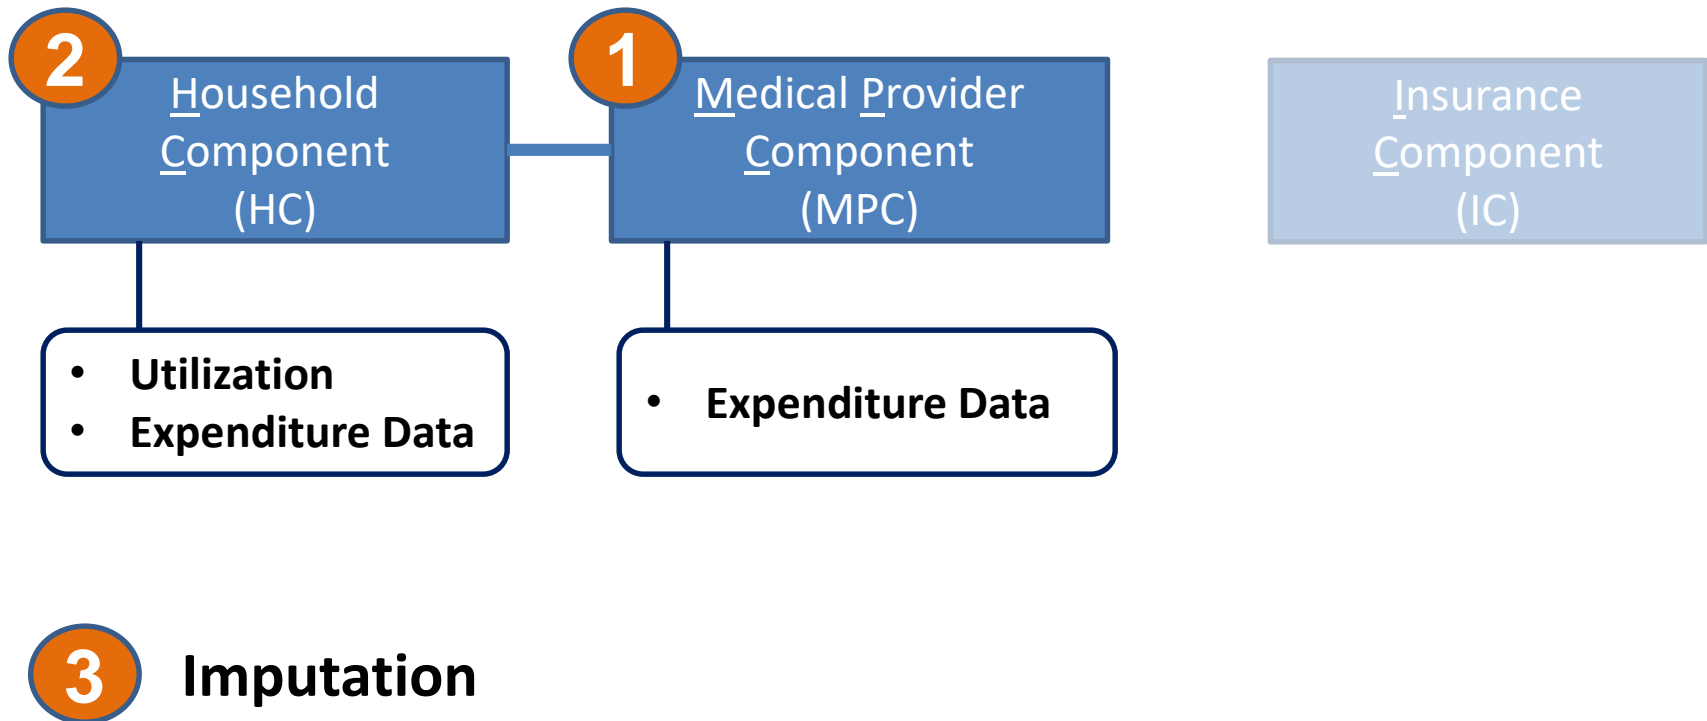 2
Household
Component
(HC)
1
Medical Provider
Component
(MPC)
Insurance
Component
(IC)
• Utilization
• Expenditure Data
• Expenditure Data
3 Imputation